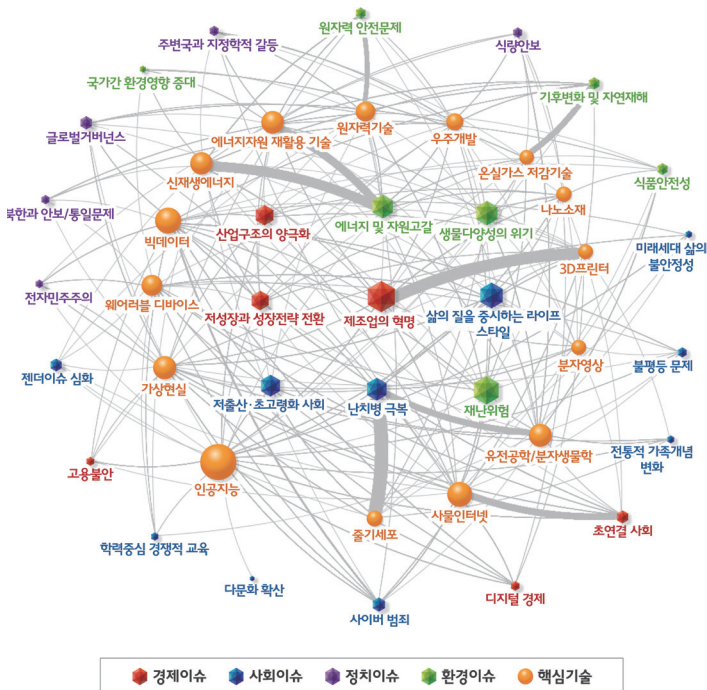 원자력 안전문제
주변국과 지정학적 갈등
식량안보
국가간 환경영향 증대
기후변화 및 자연재해
글로벌거버넌스
에너지자원 재활용 기술
원자력기술
우주개발
신재생에너지
온실가스 저감기술
식품안전성
북한과 안보/통일문제
빅데이터
산업구조의 양극화
에너지 및 자원고갈
생물다양성의 위기
나노소재
미래세대 삶의
불안정성
3D프린터
전자민주주의
웨어러블 디바이스
저성장과 성장전략 전환
제조업의 혁명
삶의 질을 중시하는 라이프
스타일
젠더이슈 심화
가상현실
저출산·초고령화 사회
난치병 극복
재난위험
분자영상
불평등 문제
고용불안
인공지능
유전공학/분자생물학
전통적 가족개념
변화
사물인터넷
줄기세포
초연결 사회
학력중심 경쟁적 교육
다문화 확산
사이버 범죄
디지털 경제
경제이슈 사회이슈 정치이슈 환경이슈 핵심기술